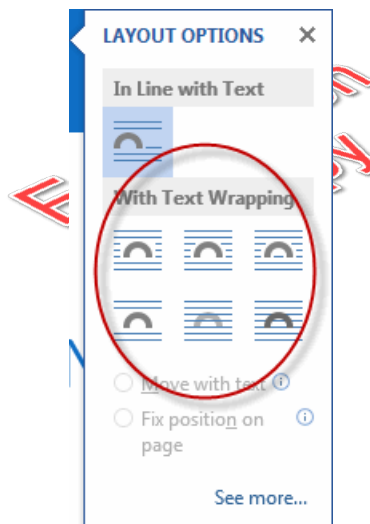 LAYOUT OPTIONS
In Line with Text
With Text Wrapping
Move with text
Fix position on
page
See more...